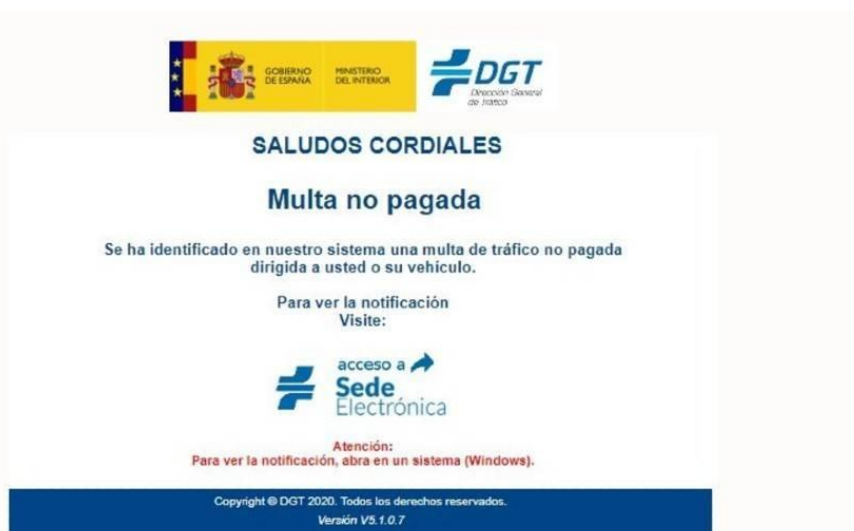 GOBIERNO
DE ESPAÑA
MINISTERIO
DEL INTERIOR
DGT
Dirección General
de Tráfico
SALUDOS CORDIALES
Multa no pagada
Se ha identificado en nuestro sistema una multa de tráfico no pagada
dirigida a usted o su vehículo.
Para ver la notificación
Visite:
acceso a
Sede
Electrónica
Atención:
Para ver la notificación, abra en un sistema (Windows).
Copyright © DGT 2020. Todos los derechos reservados.
Versión V5.1.0.7